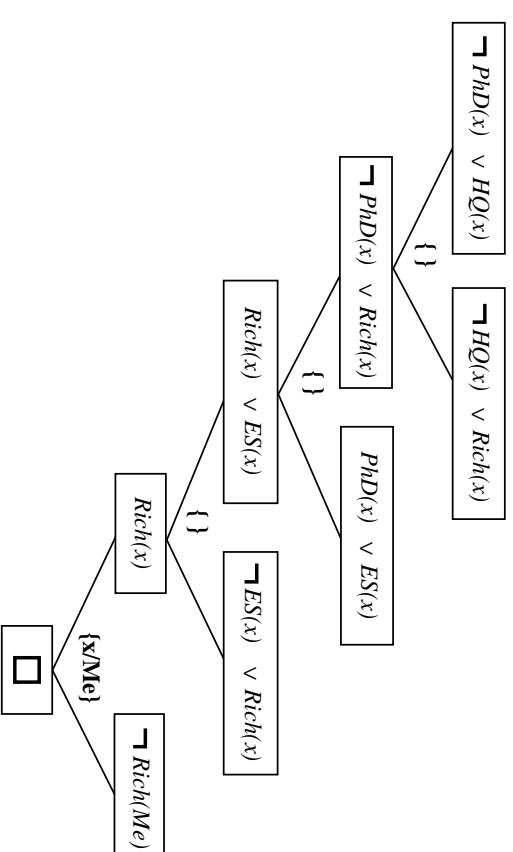 ¬ PhD(x) ∨ HQ(x)
¬ HQ(x) ∨ Rich(x)
{ }
¬ PhD(x) ∨ Rich(x)
PhD(x) ∨ ES(x)
{ }
Rich(x) ∨ ES(x)
¬ ES(x) ∨ Rich(x)
{ }
Rich(x)
¬ Rich(Me)
{x/Me}